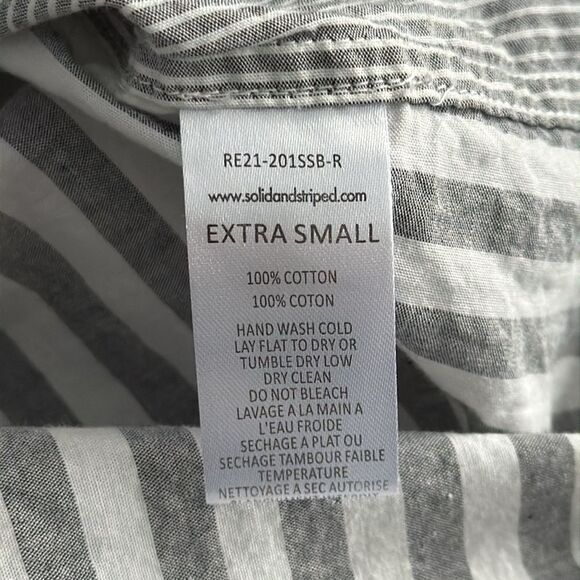 RE21-201SSB-R
www.solidandstriped.com
EXTRA SMALL
100% COTTON
100% COTON
HAND WASH COLD
LAY FLAT TO DRY OR
TUMBLE DRY LOW
DRY CLEAN
DO NOT BLEACH
LAVAGE A LA MAIN A
L'EAU FROIDE
SECHAGE A PLAT OU
SECHAGE TAMBOUR FAIBLE
TEMPERATURE
NETTOYAGE A SEC AUTORISE